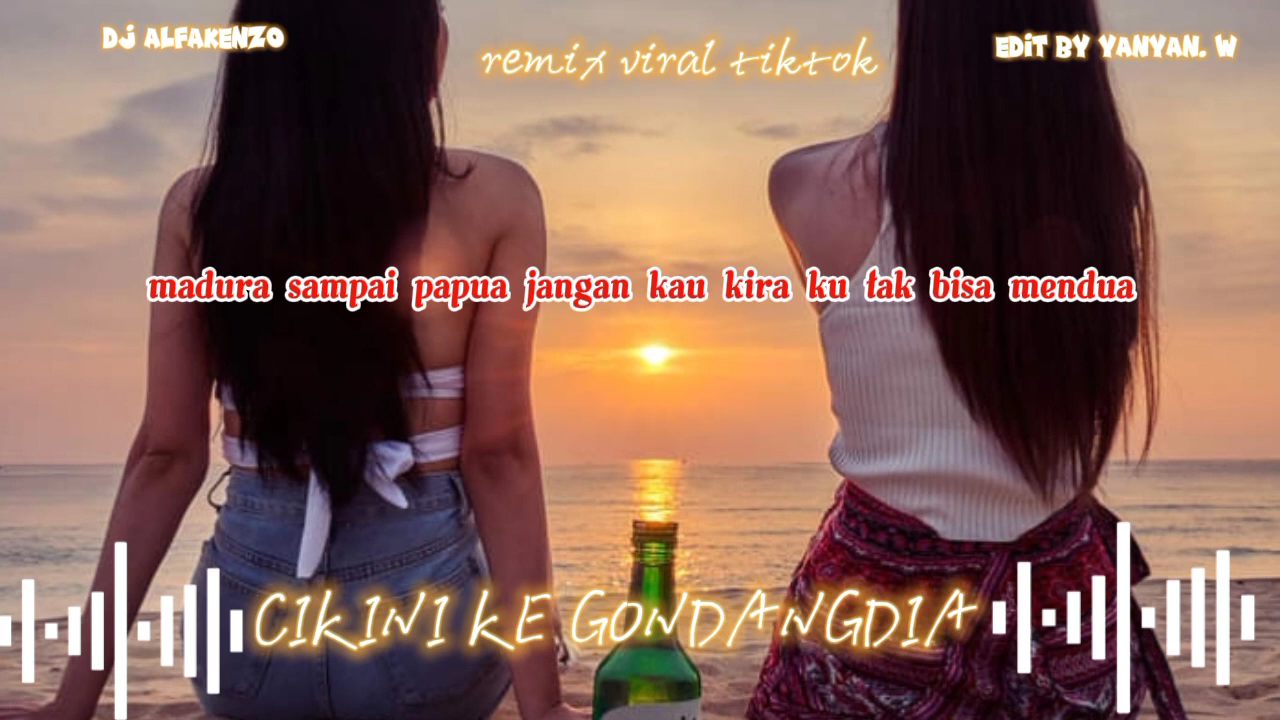 DJ ALFAKENZO
remix viral tiktok
EDIT BY YANYAN. W
madura sampai papua jangan kau kira ku tak bisa mendua
CIKINI KE GONDANGDIA